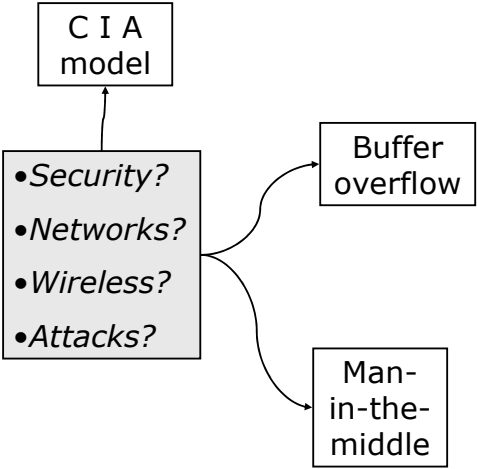 C I A
model
•Security?
•Networks?
•Wireless?
•Attacks?
Buffer
overflow
Man-
in-the-
middle